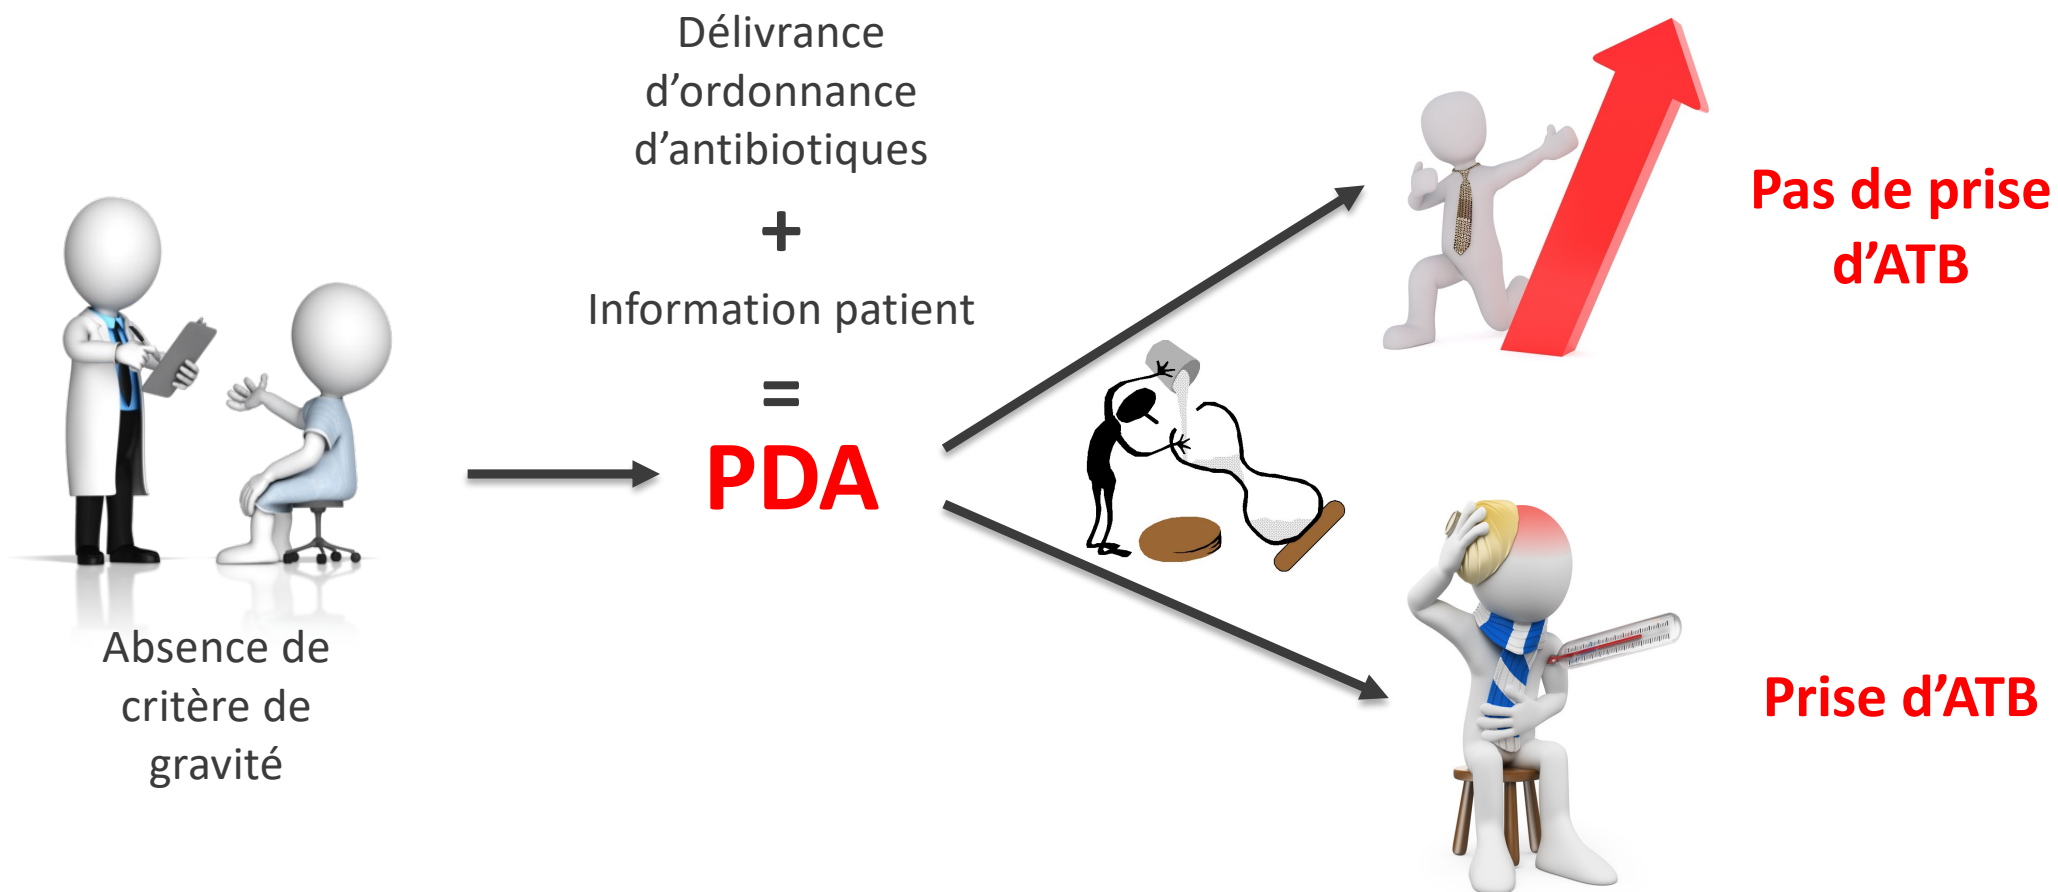 Absence de
critère de
gravité
Délivrance
d’ordonnance
d’antibiotiques
+
Information patient
=
PDA
Pas de prise
d’ATB
Prise d’ATB